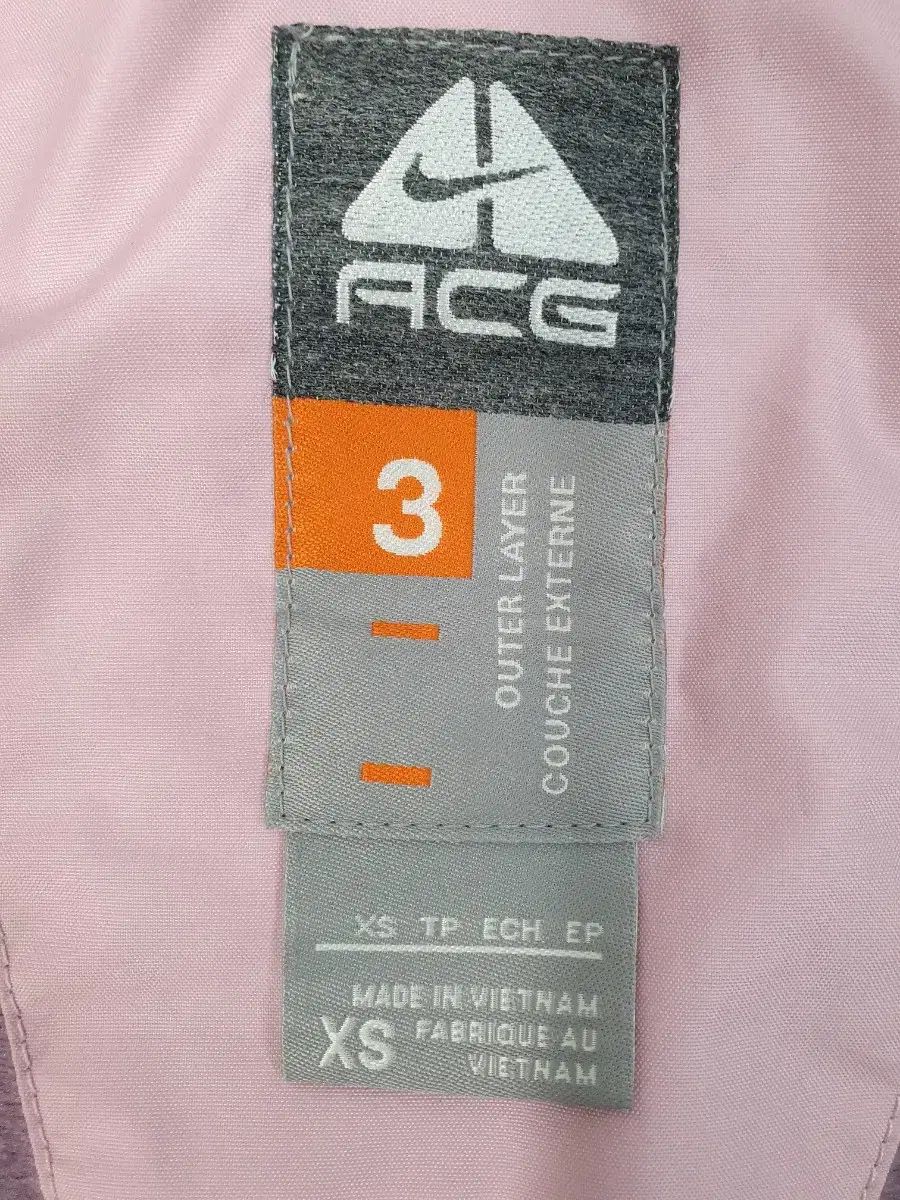 ACG
3
OUTER LAYER
COUCHE EXTERNE
XS TP ECH EP
MADE IN VIETNAM
XS FABRIQUE AU
VIETNAM